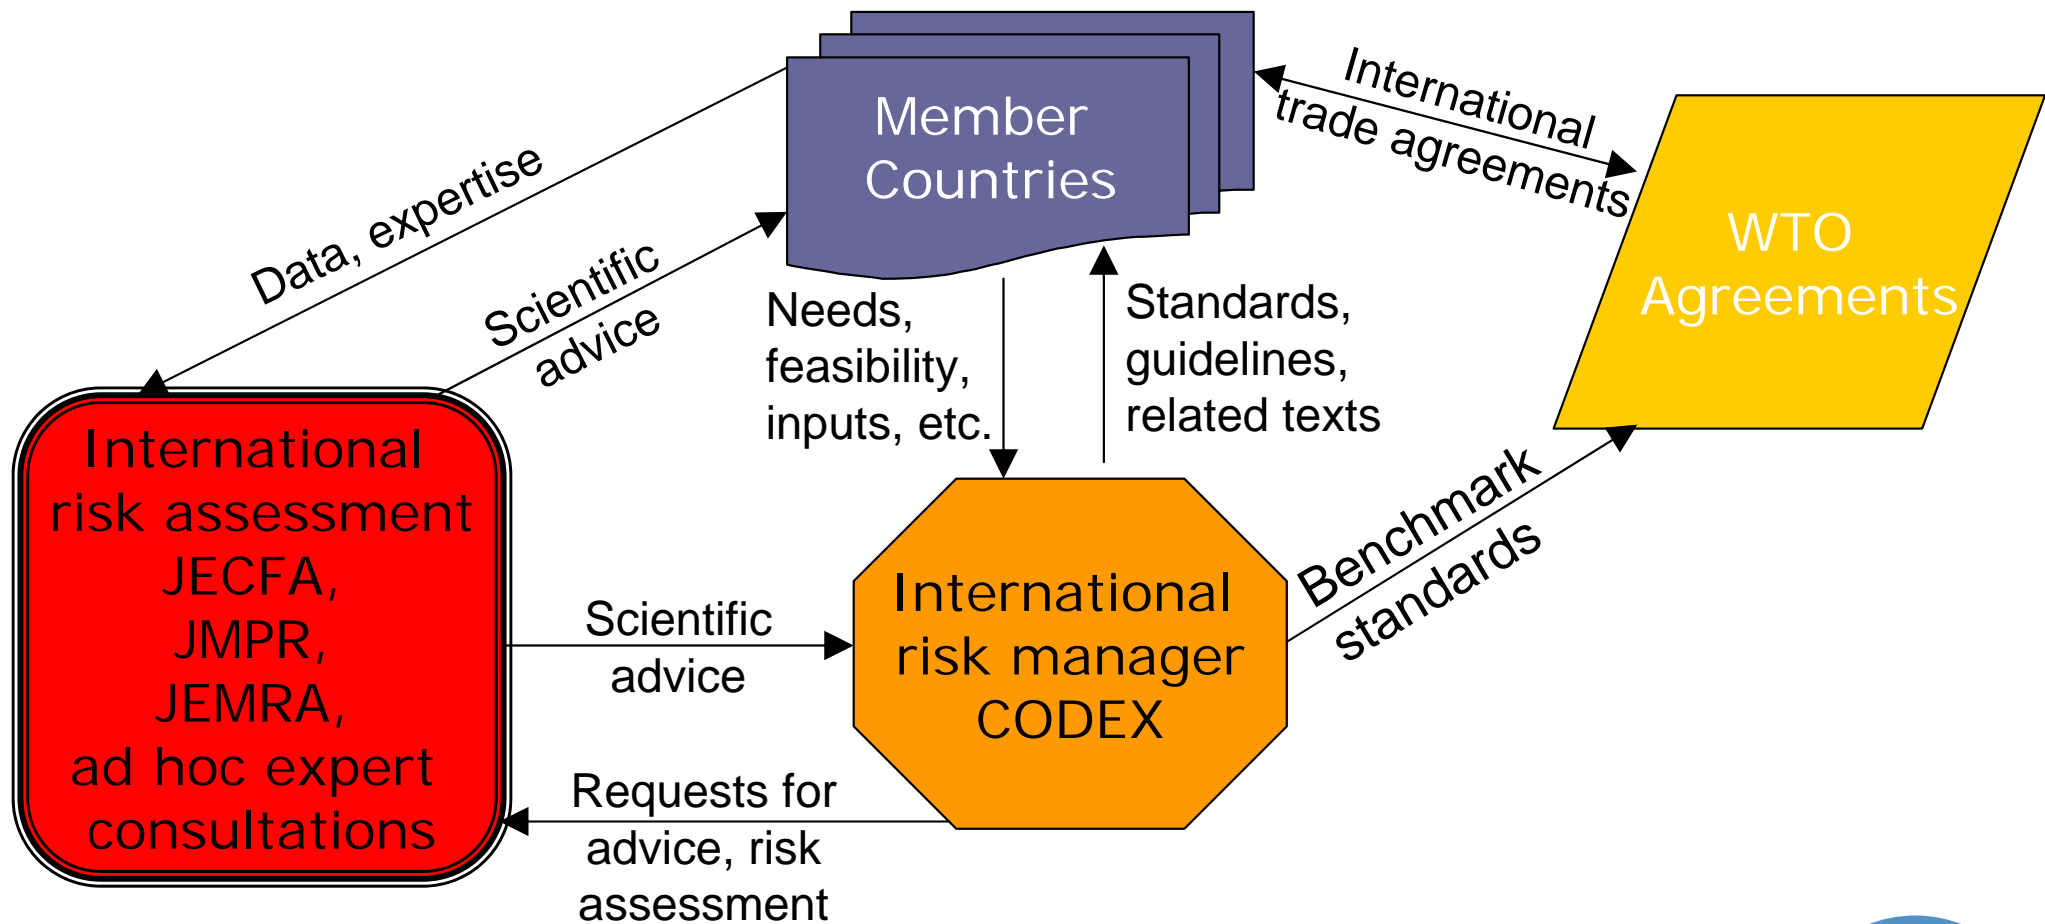 Member
Countries
International
trade agreements
WTO
Agreements
Data, expertise
Scientific
advice
Needs,
feasibility,
inputs, etc.
Standards,
guidelines,
related texts
International
risk assessment
JECFA,
JMPR,
JEMRA,
ad hoc expert
consultations
Scientific
advice
International
risk manager
CODEX
Benchmark
standards
Requests for
advice, risk
assessment